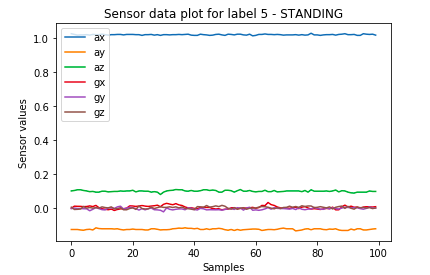 Sensor data plot for label 5 - STANDING
Sensor values
1.0
0.8
0.6
0.4
0.2
0.0
ax
ay
az
gx
gy
gz
0
20
40
60
80
100
Samples